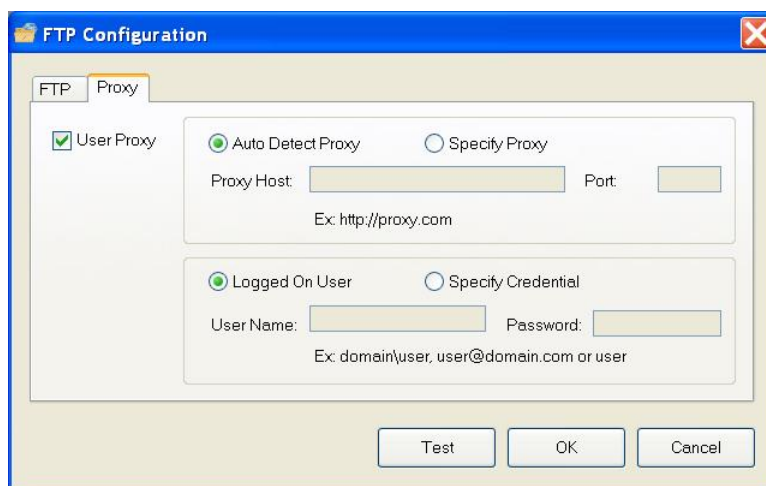 FTP Configuration
FTP Proxy
User Proxy
Auto Detect Proxy Specify Proxy
Proxy Host: Port:
Ex: http://proxy.com
Logged On User Specify Credential
User Name: Password:
Ex: domain\user, user@domain.com or user
Test OK Cancel